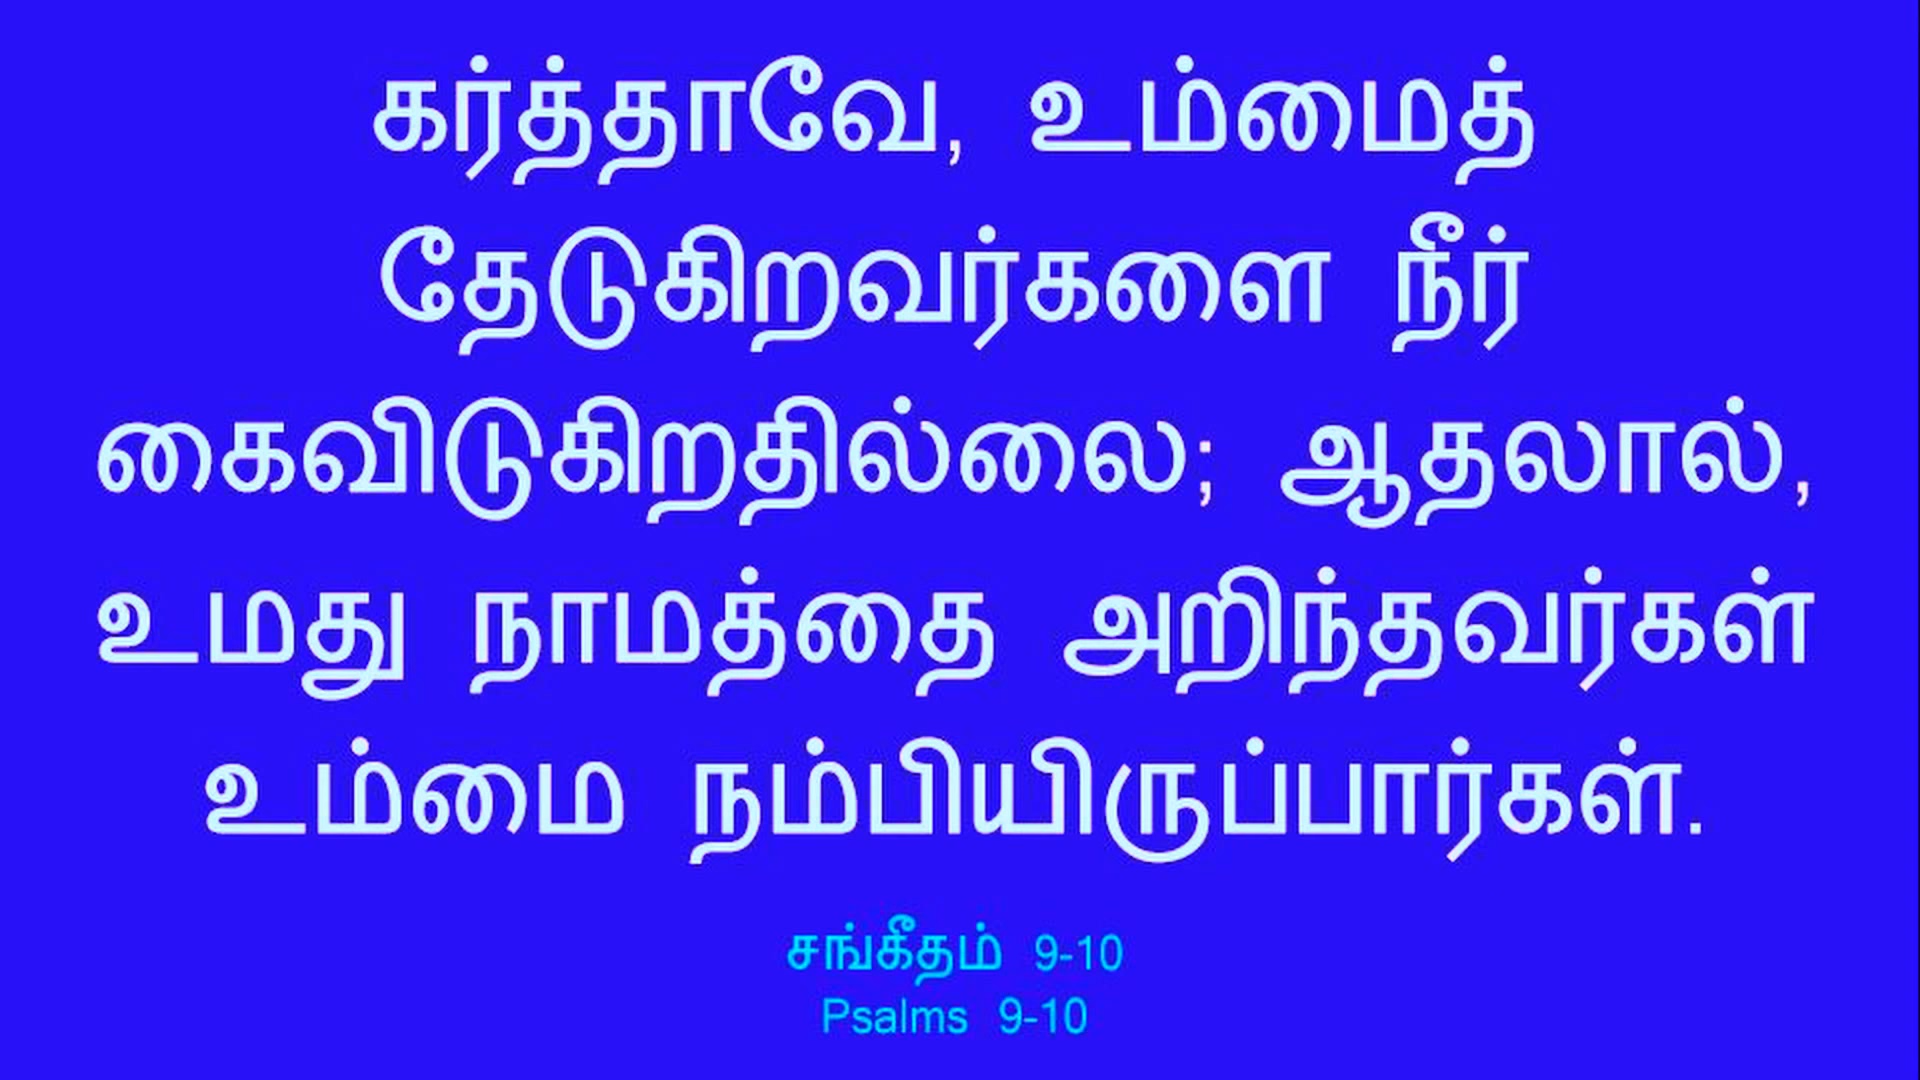 கர்த்தாவே, உம்மைத்
தேடுகிறவர்களை நீர்
கைவிடுகிறதில்லை; ஆதலால்,
உமது நாமத்தை அறிந்தவர்கள்
உம்மை நம்பியிருப்பார்கள்.
சங்கீதம் 9-10
Psalms 9-10